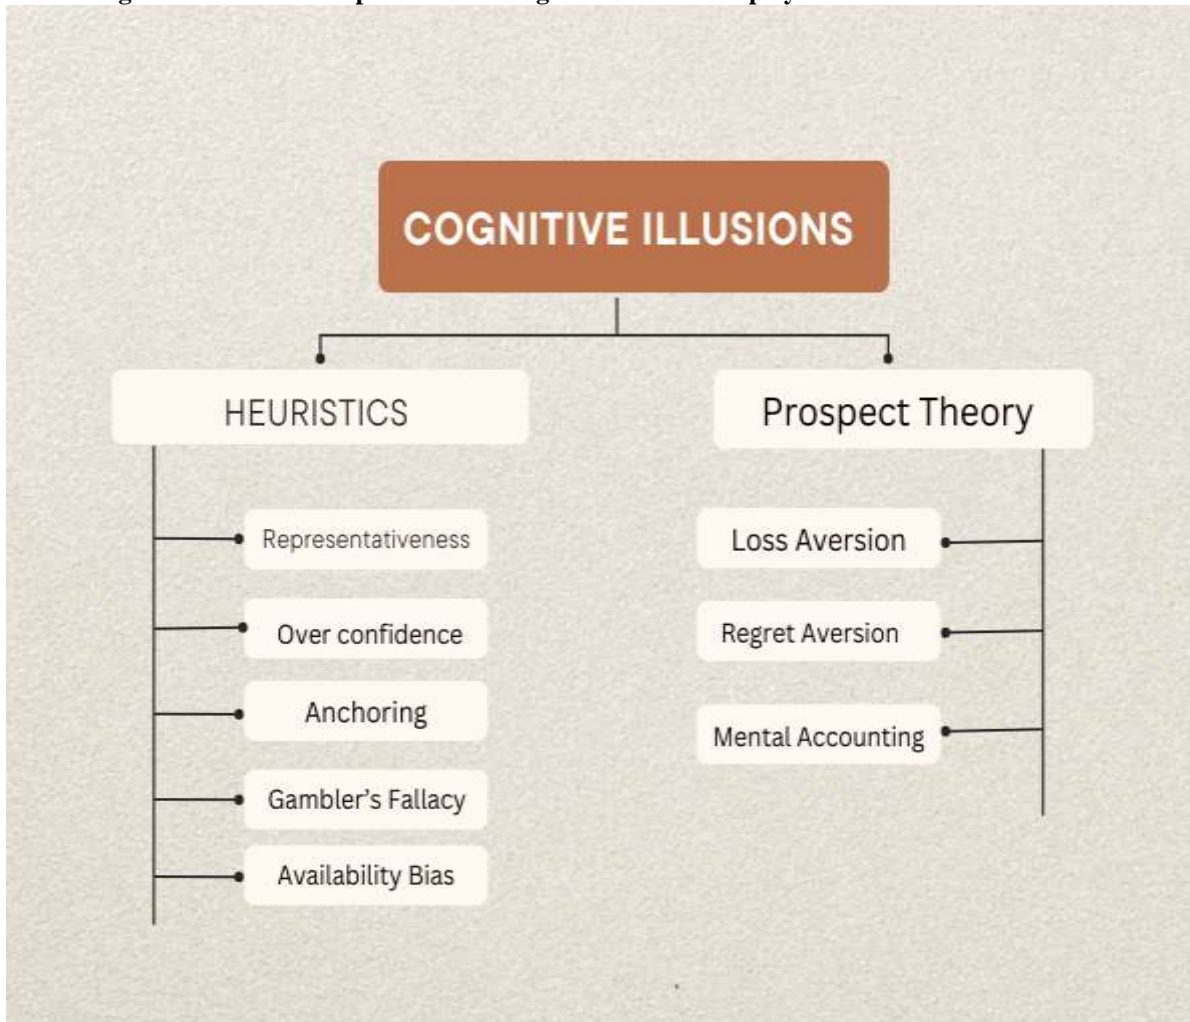 COGNITIVE ILLUSIONS
HEURISTICS
Representativeness
Over confidence
Anchoring
Gambler's Fallacy
Availability Bias
Prospect Theory
Loss Aversion
Regret Aversion
Mental Accounting